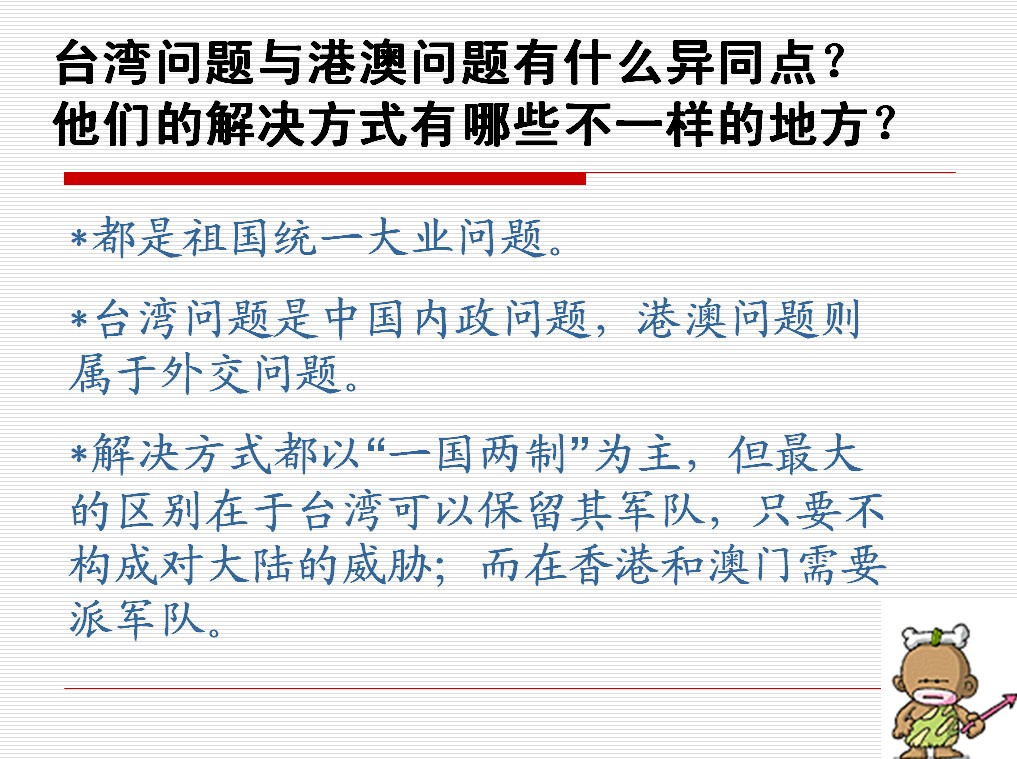 台湾问题与港澳问题有什么异同点？
他们的解决方式有哪些不一样的地方？
*都是祖国统一大业问题。
*台湾问题是中国内政问题，港澳问题则
属于外交问题。
*解决方式都以“一国两制”为主，但最大
的区别在于台湾可以保留其军队，只要不
构成对大陆的威胁；而在香港和澳门需要
派军队。